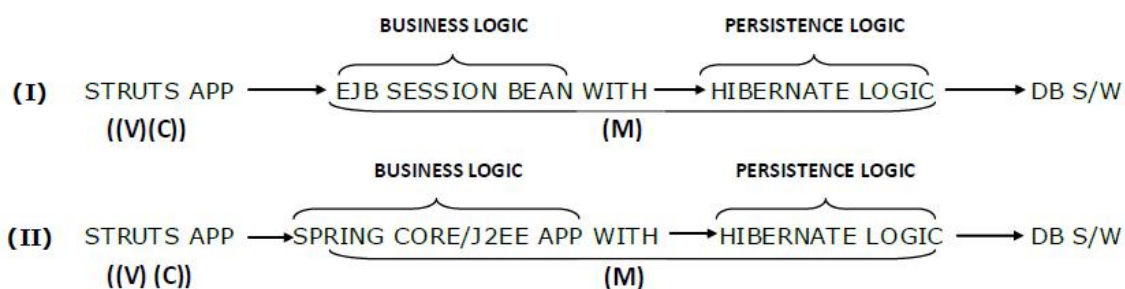 BUSINESS LOGIC PERSISTENCE LOGIC
(I) STRUTS APP EJB SESSION BEAN WITH HIBERNATE LOGIC DB S/W
((V)(C)) (M)
BUSINESS LOGIC PERSISTENCE LOGIC
(II) STRUTS APP SPRING CORE/J2EE APP WITH HIBERNATE LOGIC DB S/W
((V) (C)) (M)